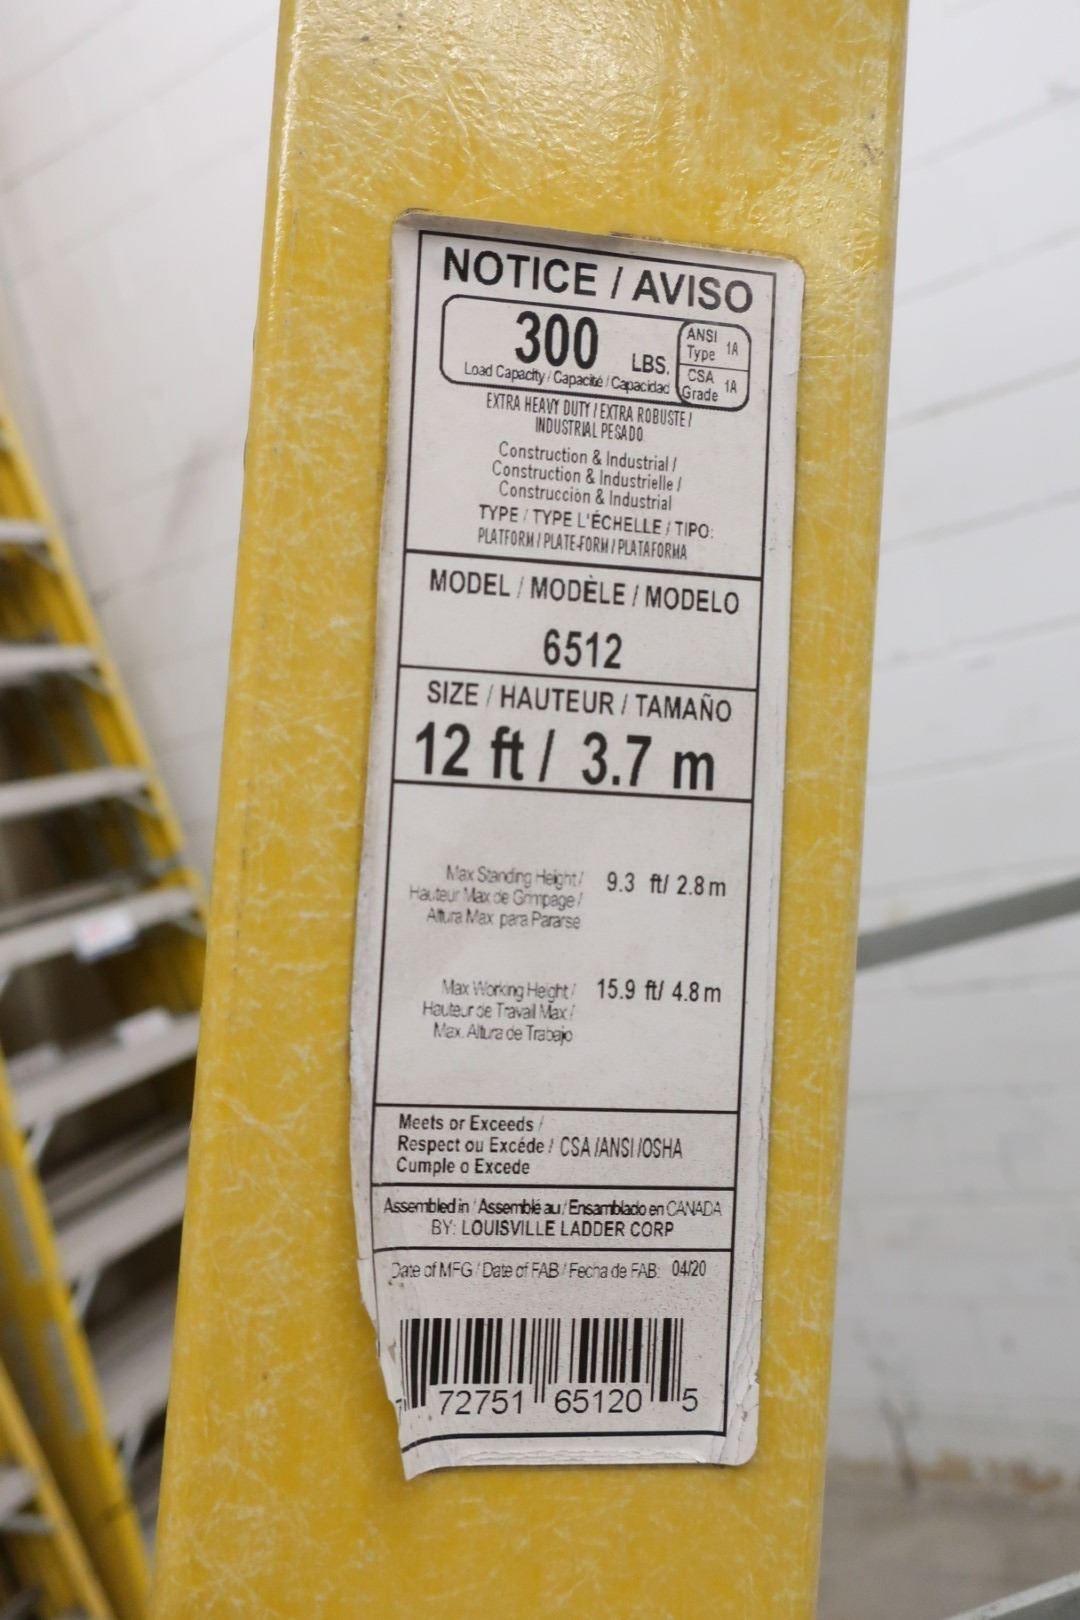 NOTICE / AVISO
300 LBS.
Load Capacity / Capacité / Capacidad
ANSI
Type 1A
CSA
Grade 1A
EXTRA HEAVY DUTY / EXTRA ROBUSTE /
INDUSTRIAL PESADO
Construction & Industrial /
Construction & Industrielle /
Construcción & Industrial
TYPE / TYPE L'ÉCHELLE / TIPO:
PLATFORM / PLATE-FORM / PLATAFORMA
MODEL / MODÈLE / MODELO
6512
SIZE / HAUTEUR / TAMAÑO
12 ft / 3.7 m
Max Standing Height / 9.3 ft/ 2.8 m
Hauteur Max de Grimpage /
Altura Max para Pararse
Max Working Height / 15.9 ft/ 4.8 m
Hauteur de Travail Max /
Max. Altura de Trabajo
Meets or Exceeds /
Respect ou Excéde / CSA /ANSI /OSHA
Cumple o Excede
Assembled in / Assemblé au / Ensamblado en CANADA
BY: LOUISVILLE LADDER CORP
Date of MFG / Date of FAB / Fecha de FAB: 04/20
7 72751 65120 5